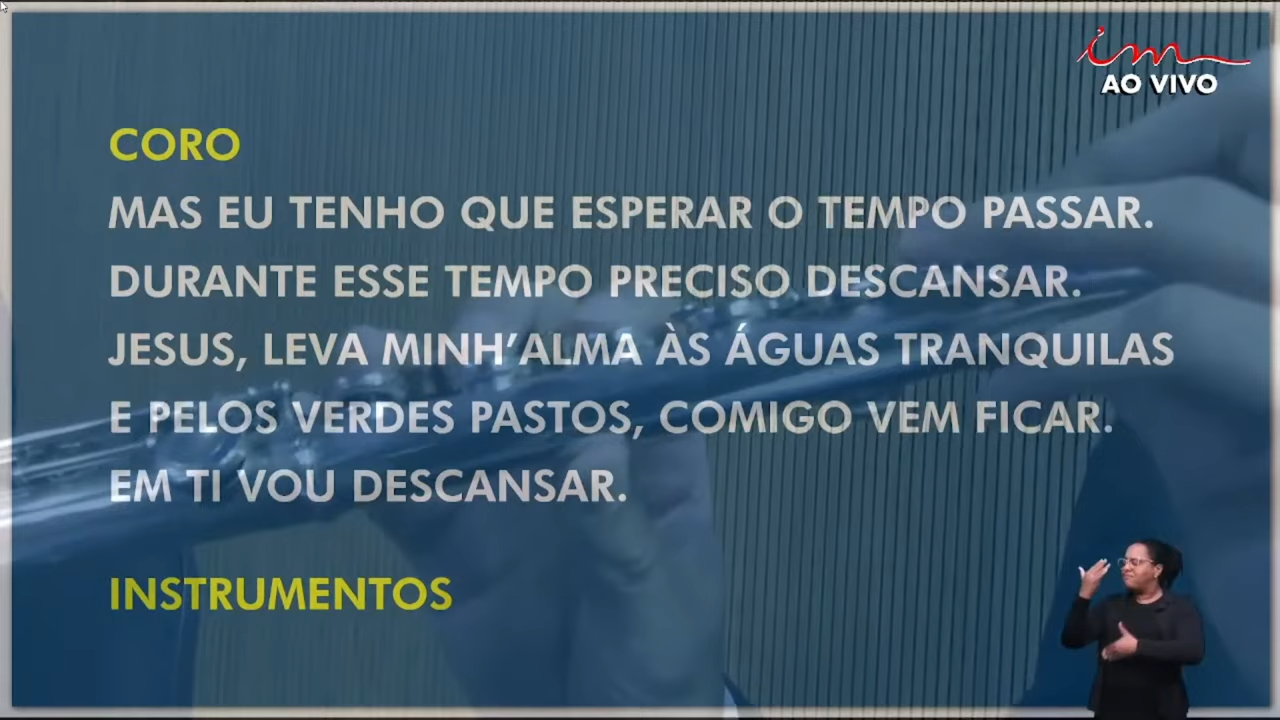 im
AO VIVO
CORO
MAS EU TENHO QUE ESPERAR O TEMPO PASSAR.
DURANTE ESSE TEMPO PRECISO DESCANSAR.
JESUS, LEVA MINH’ALMA ÀS ÁGUAS TRANQUILAS
E PELOS VERDES PASTOS, COMIGO VEM FICAR.
EM TI VOU DESCANSAR.
INSTRUMENTOS